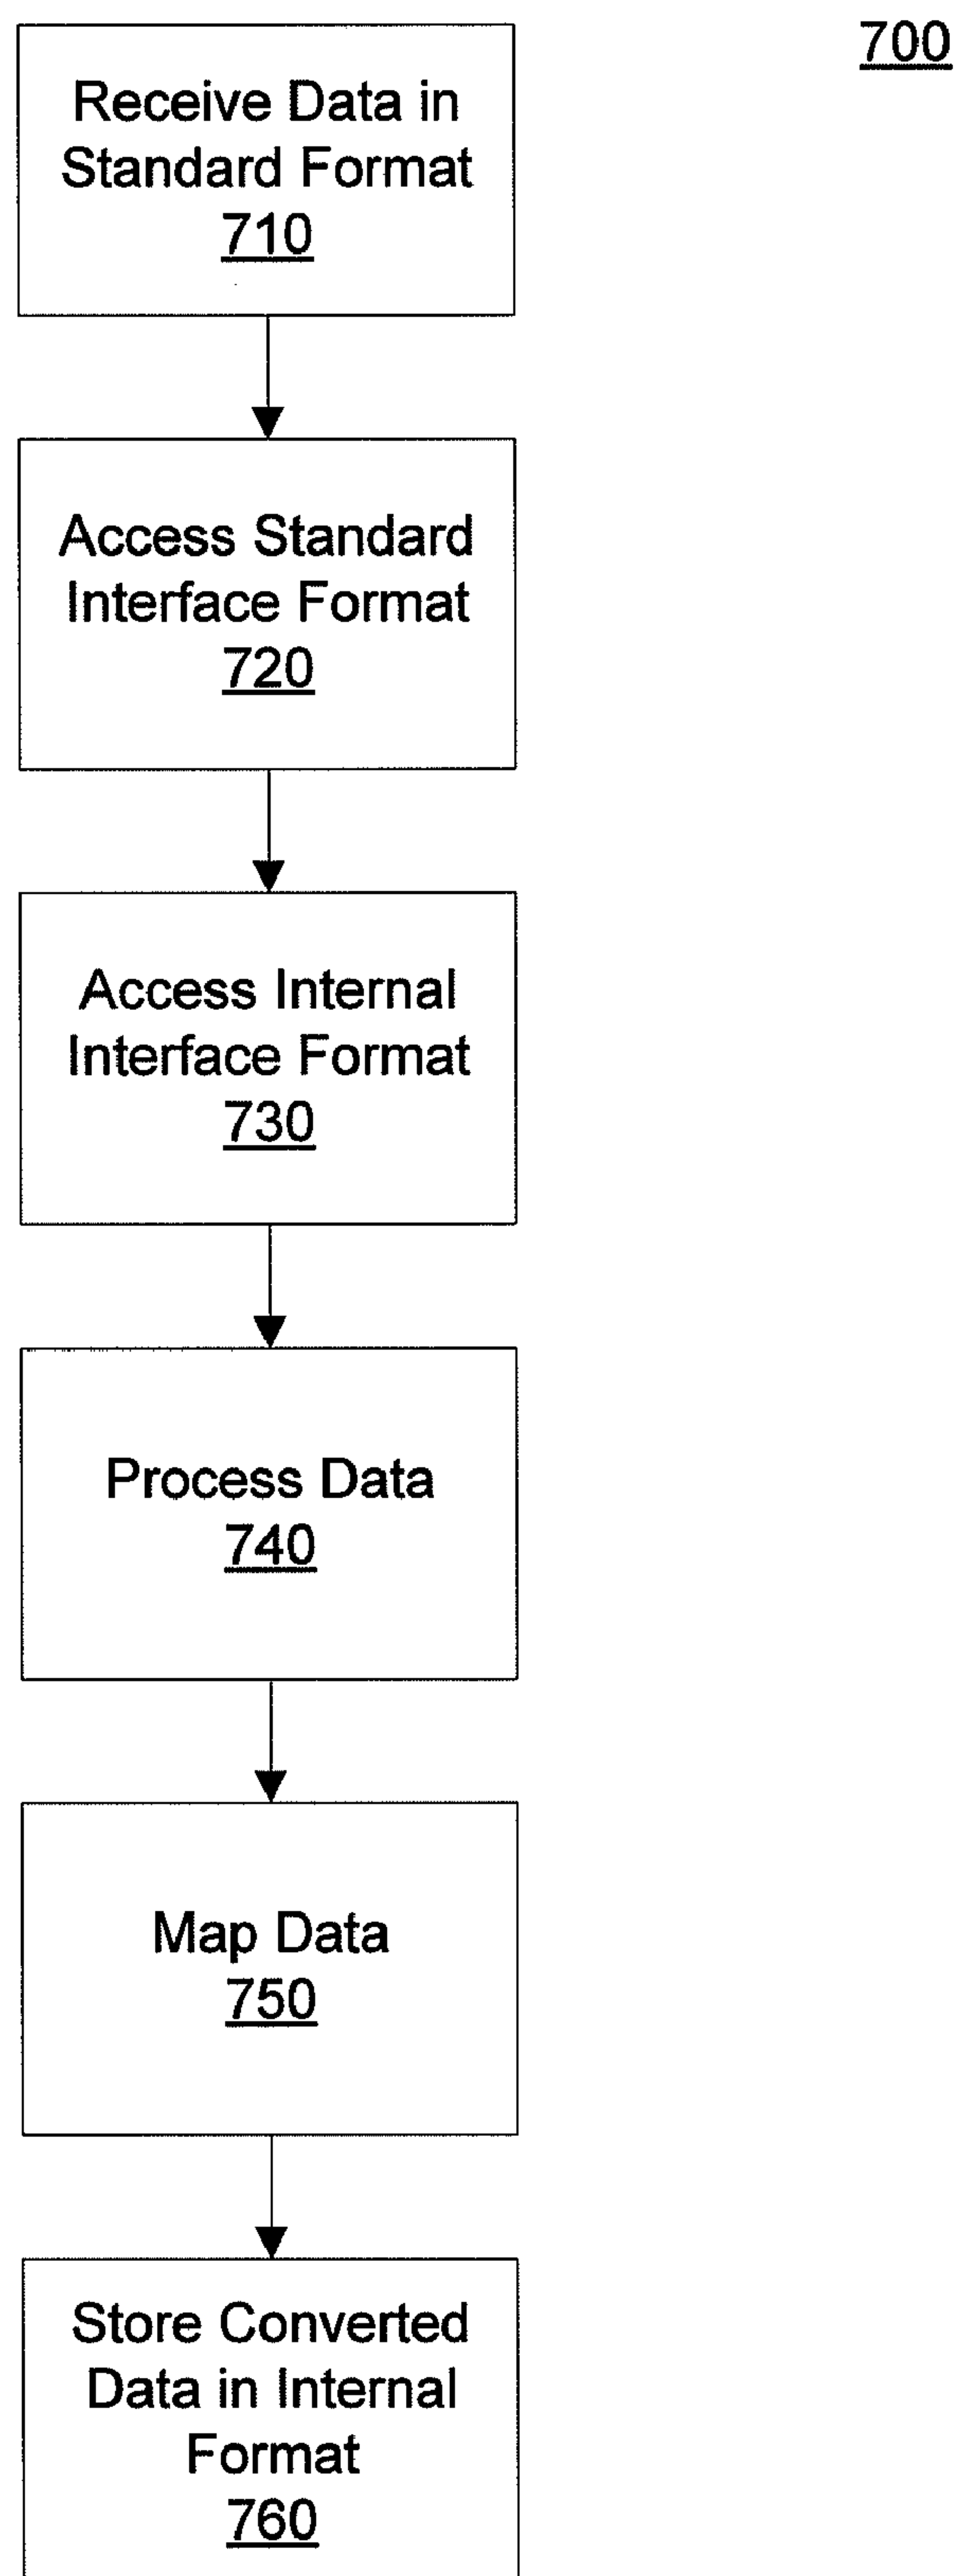 700
Receive Data in
Standard Format
710
Access Standard
Interface Format
720
Access Internal
Interface Format
730
Process Data
740
Map Data
750
Store Converted
Data in Internal
Format
760